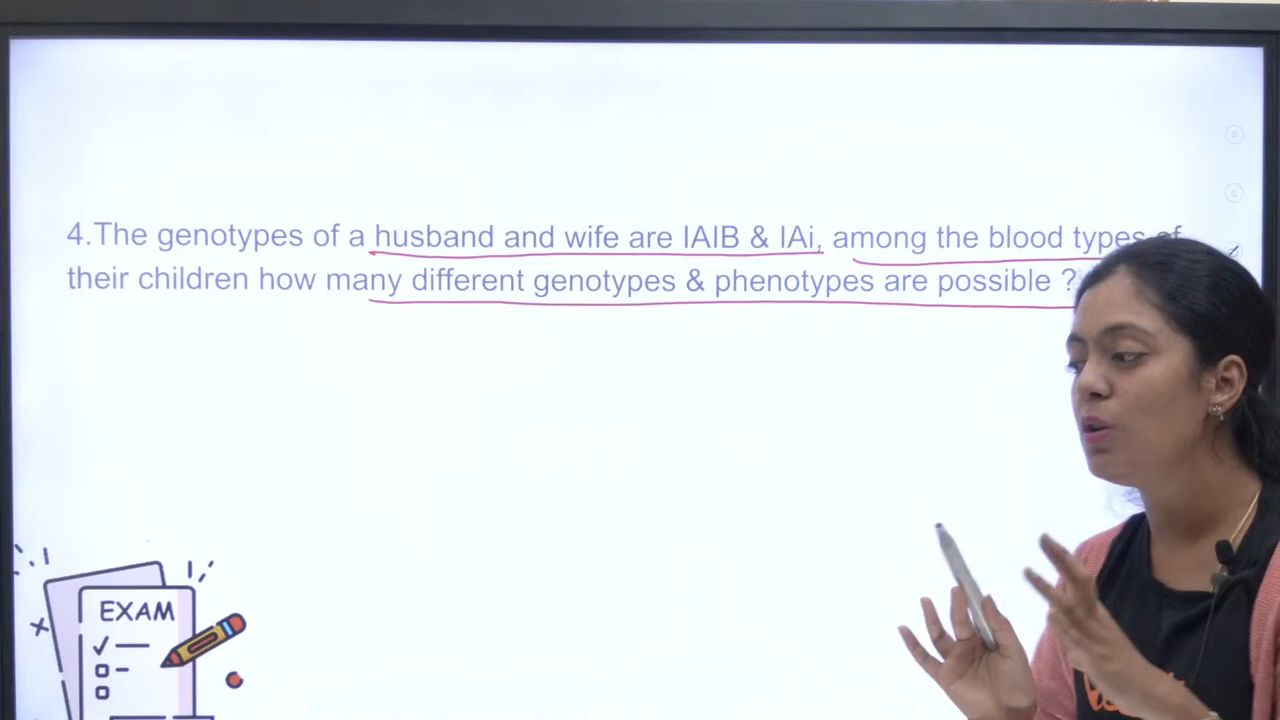 4.The genotypes of a husband and wife are IAIB & IAi, among the blood types of
their children how many different genotypes & phenotypes are possible ?
EXAM